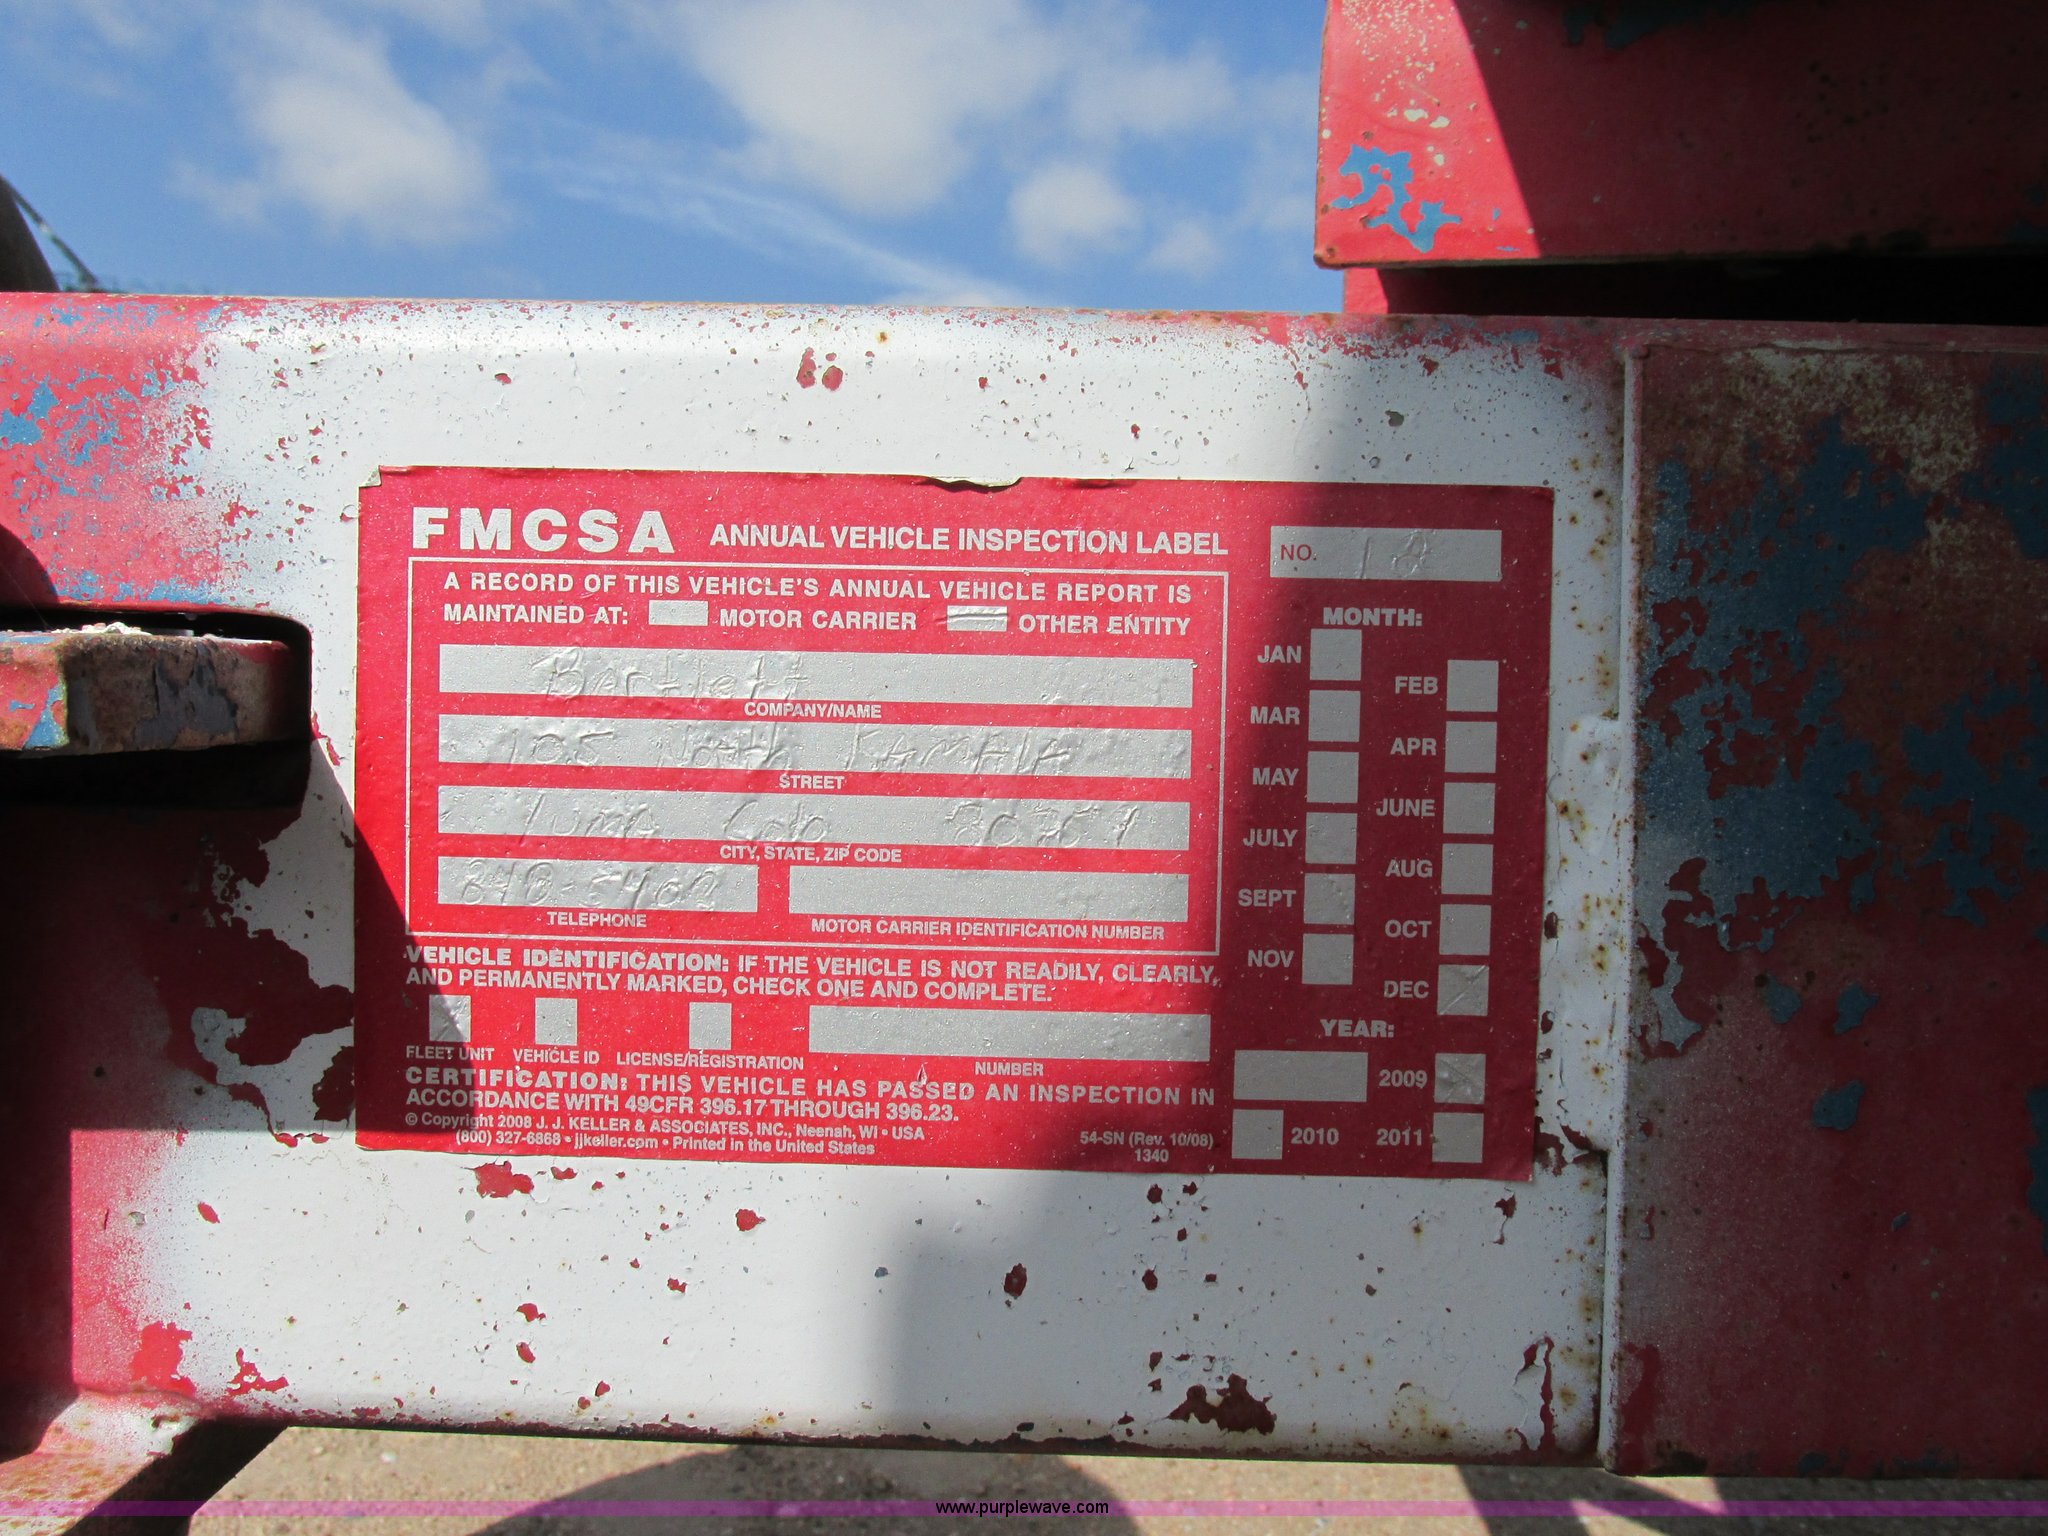 FMCSA ANNUAL VEHICLE INSPECTION LABEL
NO. 12
A RECORD OF THIS VEHICLE'S ANNUAL VEHICLE REPORT IS
MAINTAINED AT: MOTOR CARRIER OTHER ENTITY
Bartlett
COMPANY/NAME
105 North
STREET
Yuma Colo
CITY, STATE, ZIP CODE
848-5402
TELEPHONE
MOTOR CARRIER IDENTIFICATION NUMBER
VEHICLE IDENTIFICATION: IF THE VEHICLE IS NOT READILY, CLEARLY,
AND PERMANENTLY MARKED, CHECK ONE AND COMPLETE.
FLEET UNIT VEHICLE ID LICENSE/REGISTRATION NUMBER
CERTIFICATION: THIS VEHICLE HAS PASSED AN INSPECTION IN
ACCORDANCE WITH 49CFR 396.17 THROUGH 396.23.
© Copyright 2008 J. J. KELLER & ASSOCIATES, INC., Neenah, WI • USA
(800) 327-6868 • jjkeller.com • Printed in the United States
54-SN (Rev. 10/08)
1340
MONTH:
JAN
FEB
MAR
APR
MAY
JUNE
JULY
AUG
SEPT
OCT
NOV
DEC
YEAR:
2009
2010 2011
www.purplewave.com